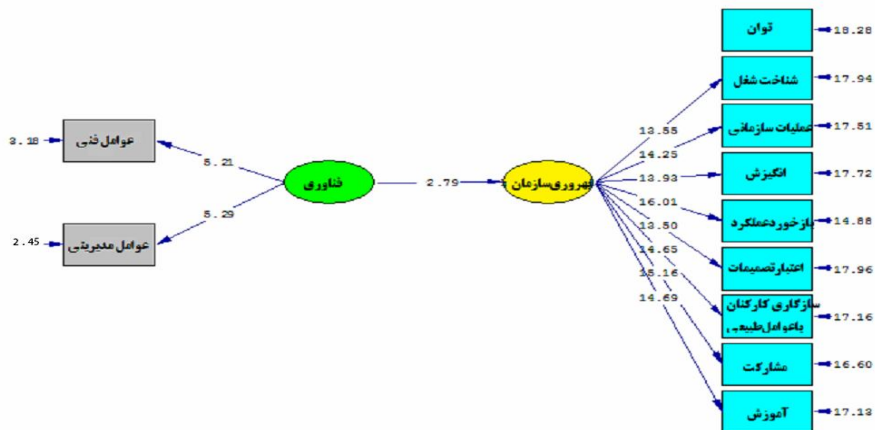 توان
18.28
شناخت شغل
17.94
13.55
عملیات سازمانی
17.81
14.25
عوامل فنی
3.18
5.21
انگیزش
17.72
13.93
فناوری
2.79
بهروری سازمان
بازخورد عملکرد
14.88
16.01
عوامل مدیریتی
2.45
5.29
اعتبار تصمیمات
17.96
13.50
سازگاری کارکنان
با عوامل طبیعی
17.16
14.65
مشارکت
16.60
15.16
آموزش
17.13
14.69